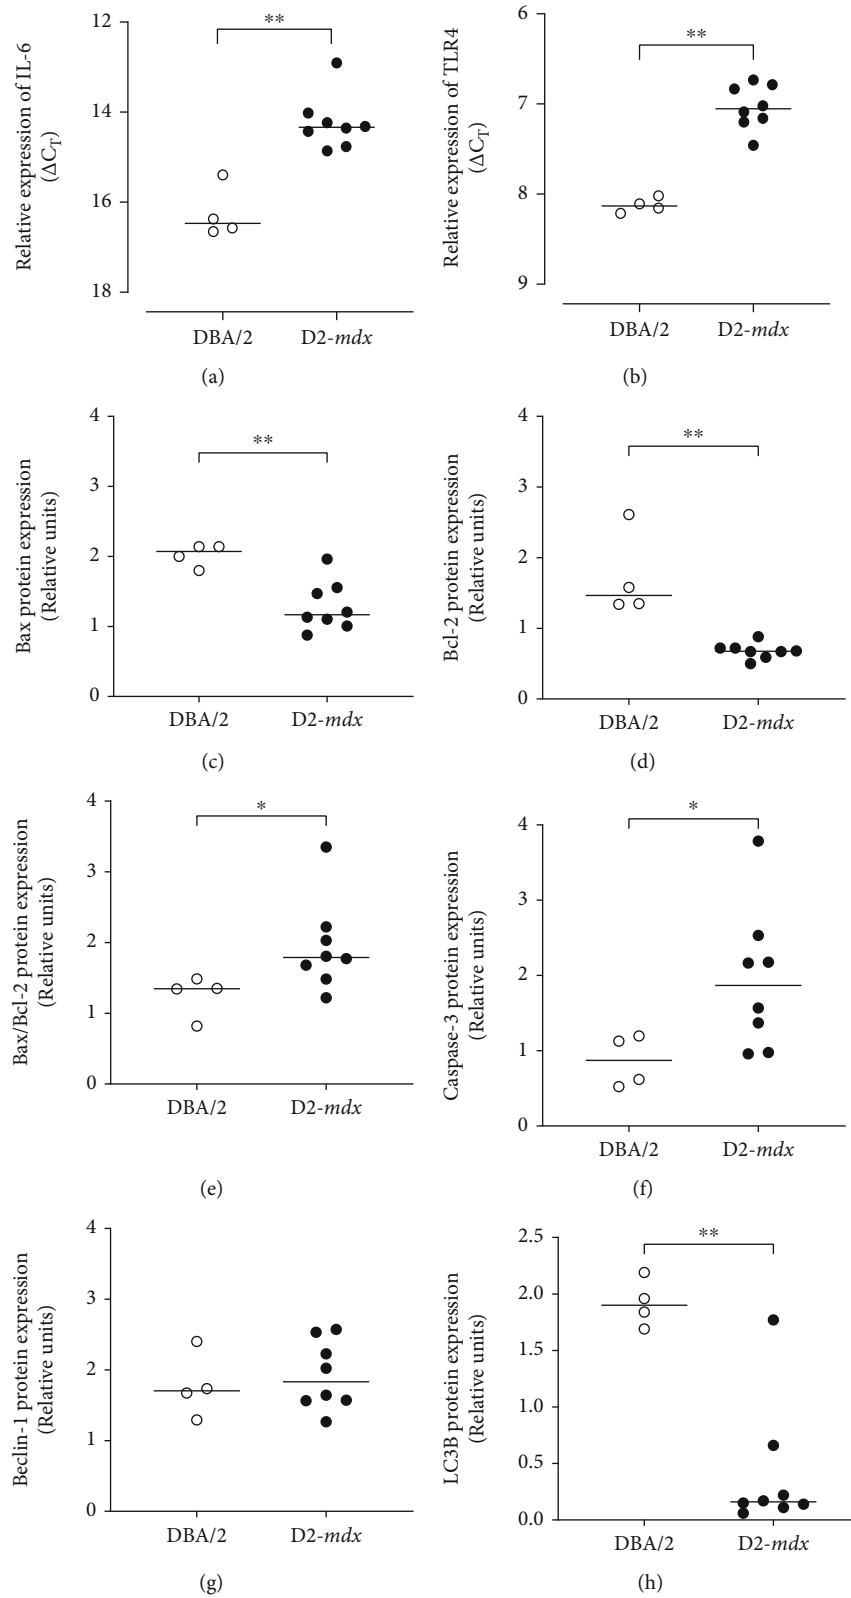 Relative expression of IL-6
(ΔCT)
12
14
16
18
**
DBA/2
D2-mdx
(a)
Relative expression of TLR4
(ΔCT)
6
7
8
9
**
DBA/2
D2-mdx
(b)
Bax protein expression
(Relative units)
4
3
2
1
0
**
DBA/2
D2-mdx
(c)
Bcl-2 protein expression
(Relative units)
4
3
2
1
0
**
DBA/2
D2-mdx
(d)
Bax/Bcl-2 protein expression
(Relative units)
4
3
2
1
0
*
DBA/2
D2-mdx
(e)
Caspase-3 protein expression
(Relative units)
4
3
2
1
0
*
DBA/2
D2-mdx
(f)
Beclin-1 protein expression
(Relative units)
4
3
2
1
0
DBA/2
D2-mdx
(g)
LC3B protein expression
(Relative units)
2.5
2.0
1.5
1.0
0.5
0.0
**
DBA/2
D2-mdx
(h)